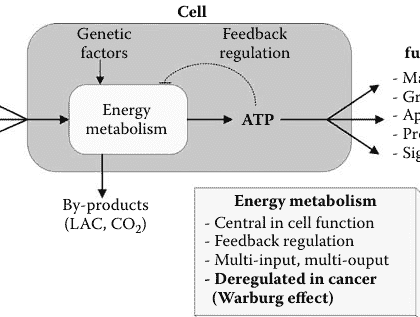 Cell
Genetic
factors
Feedback
regulation
Energy
metabolism
ATP
By-products
(LAC, CO₂)
Energy metabolism
- Central in cell function
- Feedback regulation
- Multi-input, multi-ouput
- Deregulated in cancer
(Warburg effect)